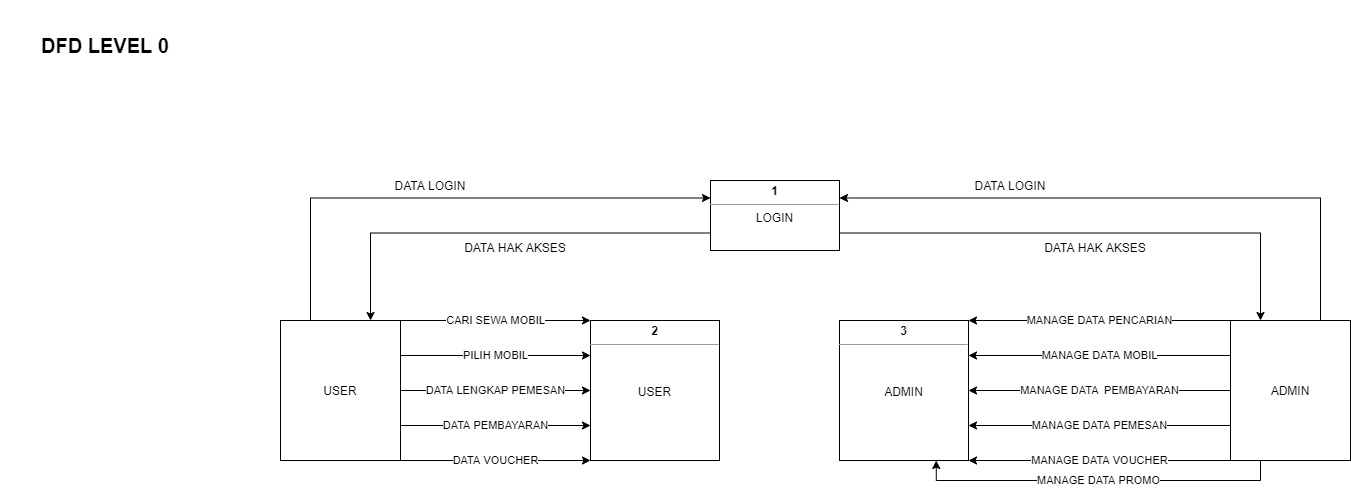 DFD LEVEL 0
DATA LOGIN
1
DATA LOGIN
LOGIN
DATA HAK AKSES
DATA HAK AKSES
CARI SEWA MOBIL
2
3
MANAGE DATA PENCARIAN
PILIH MOBIL
MANAGE DATA MOBIL
USER
DATA LENGKAP PEMESAN
USER
ADMIN
MANAGE DATA PEMBAYARAN
ADMIN
DATA PEMBAYARAN
MANAGE DATA PEMESAN
DATA VOUCHER
MANAGE DATA VOUCHER
MANAGE DATA PROMO